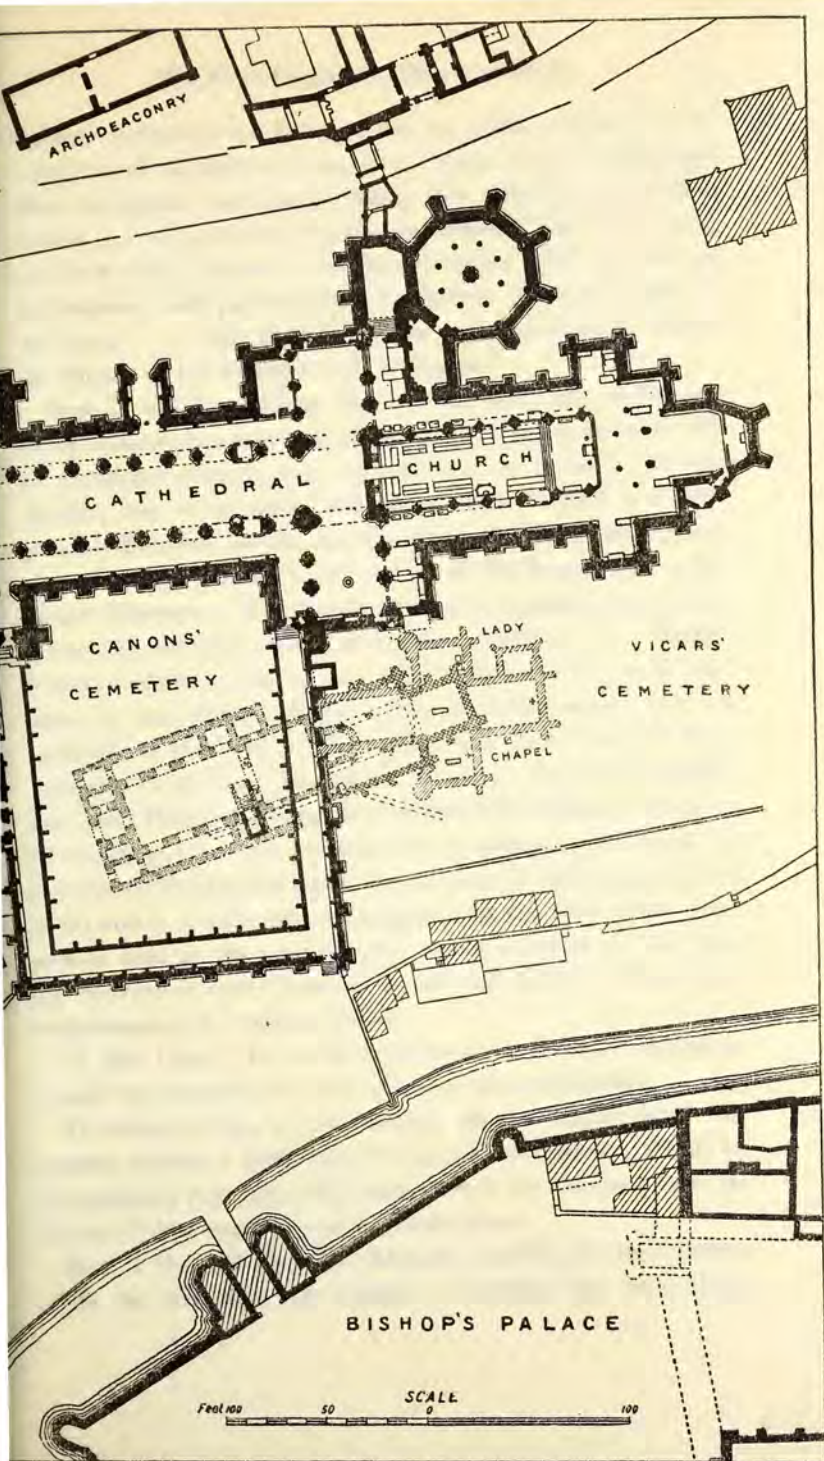 ARCHDEACONRY
CATHEDRAL CHURCH
CANONS'
CEMETERY
LADY
CHAPEL
VICARS'
CEMETERY
BISHOP'S PALACE
SCALE
Feet 100 50 0 100